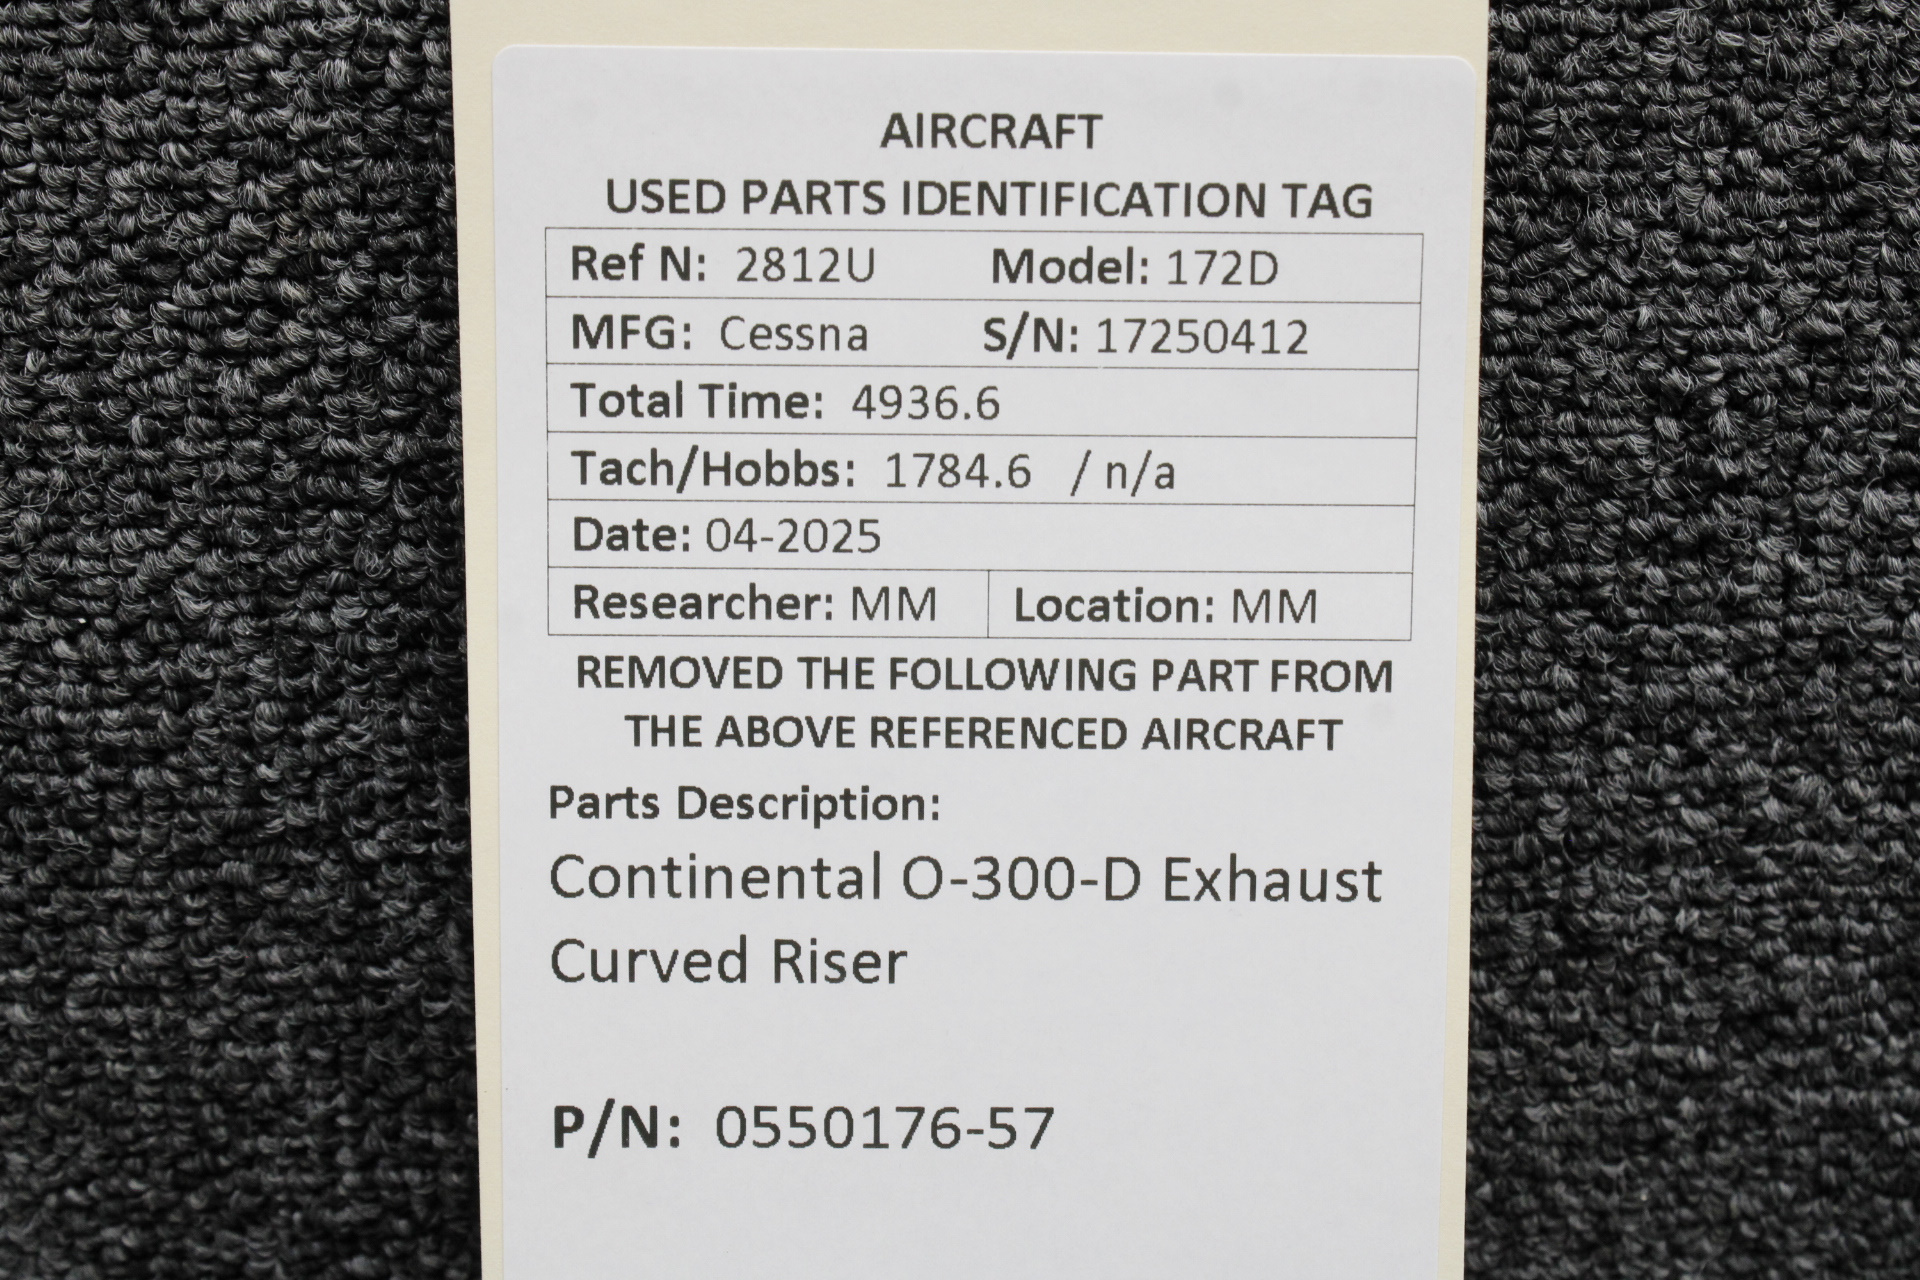 AIRCRAFT
USED PARTS IDENTIFICATION TAG
Ref N: 2812U Model: 172D
MFG: Cessna S/N: 17250412
Total Time: 4936.6
Tach/Hobbs: 1784.6 / n/a
Date: 04-2025
Researcher: MM Location: MM
REMOVED THE FOLLOWING PART FROM
THE ABOVE REFERENCED AIRCRAFT
Parts Description:
Continental O-300-D Exhaust
Curved Riser
P/N: 0550176-57